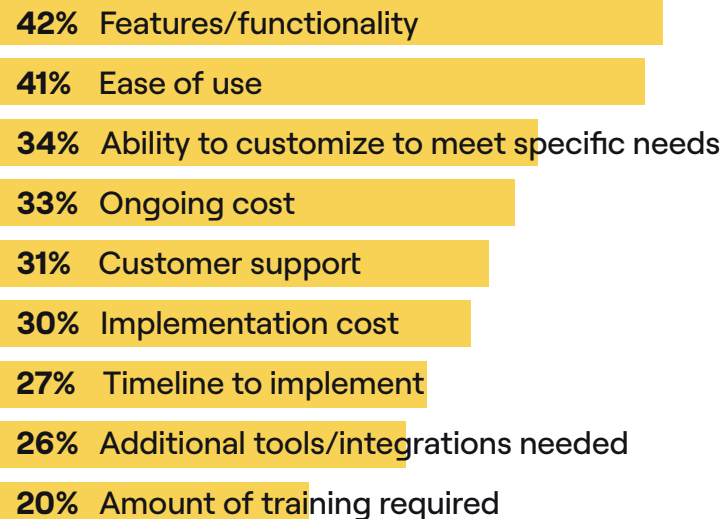 42% Features/functionality
41% Ease of use
34% Ability to customize to meet specific needs
33% Ongoing cost
31% Customer support
30% Implementation cost
27% Timeline to implement
26% Additional tools/integrations needed
20% Amount of training required